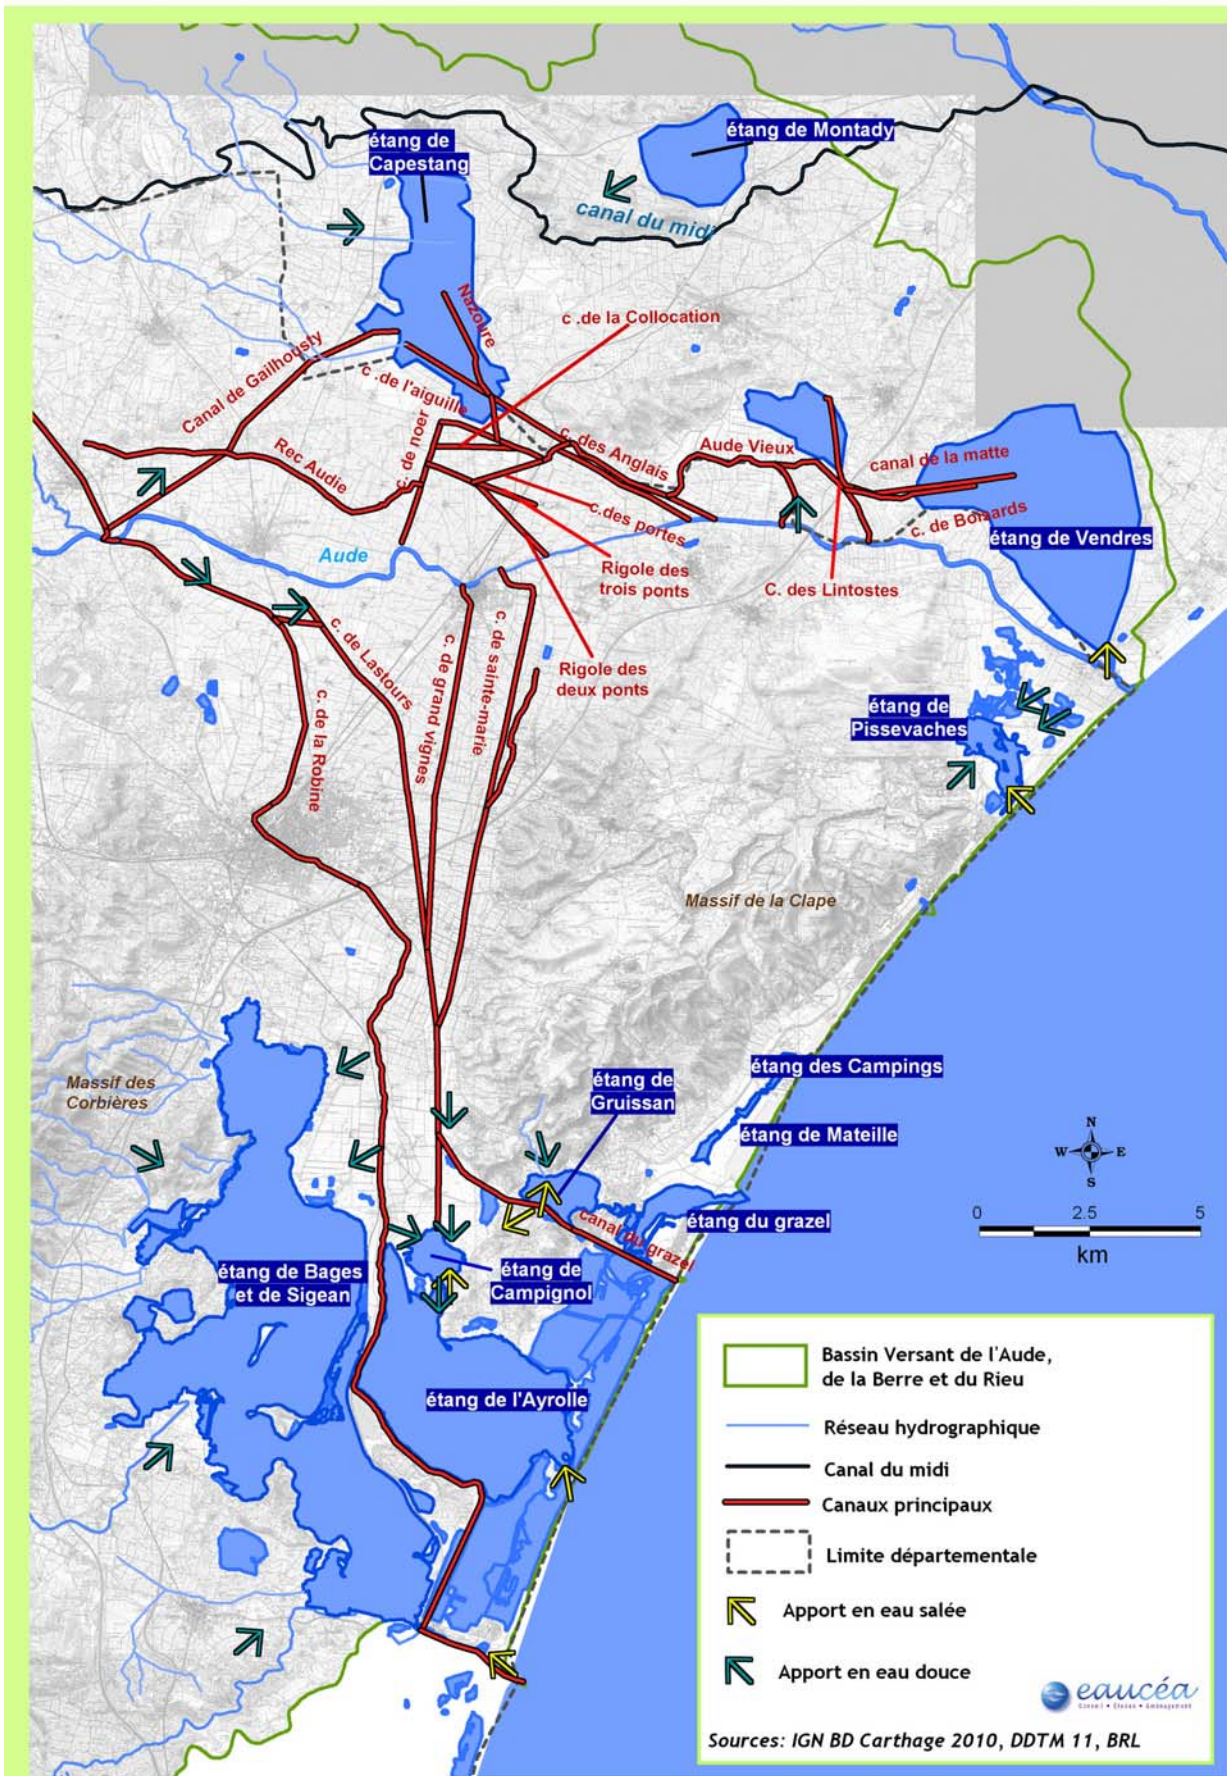 étang de
Capestang
étang de Montady
canal du midi
Nazoure
c .de la Collocation
Canal de Gailhousty
c .de l'aiguille
c. de noer
c. des Anglais
Aude Vieux
canal de la matte
Rec Audie
c.des portes
c. de Boisards
étang de Vendres
Aude
Rigole des
trois ponts
C. des Lintostes
c. de Lastours
c. de grand vignes
c. de sainte-marie
Rigole des
deux ponts
c. de la Robine
étang de
Pissevaches
Massif de la Clape
Massif des
Corbières
étang des Campings
étang de
Gruissan
étang de Mateille
N
W
E
S
étang du grazel
canal du grazel
0
2.5
5
km
étang de Bages
et de Sigean
étang de
Campignol
étang de l'Ayrolle
Bassin Versant de l'Aude,
de la Berre et du Rieu
Réseau hydrographique
Canal du midi
Canaux principaux
Limite départementale
Apport en eau salée
Apport en eau douce
eaucéa
Conseil • Etudes • Aménagement
Sources: IGN BD Carthage 2010, DDTM 11, BRL